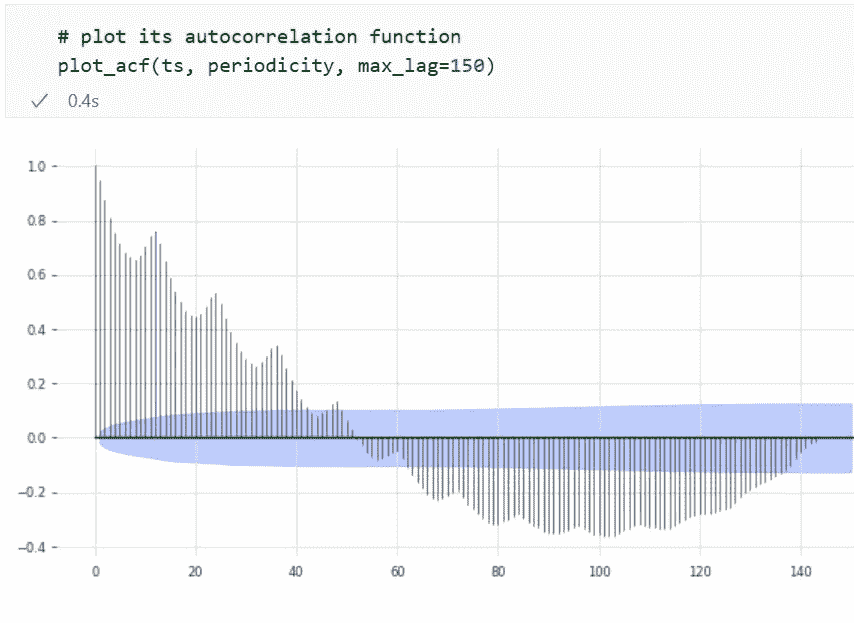 # plot its autocorrelation function
plot_acf(ts, periodicity, max_lag=150)
✓ 0.4s
1.0
0.8
0.6
0.4
0.2
0.0
−0.2
−0.4
0 20 40 60 80 100 120 140